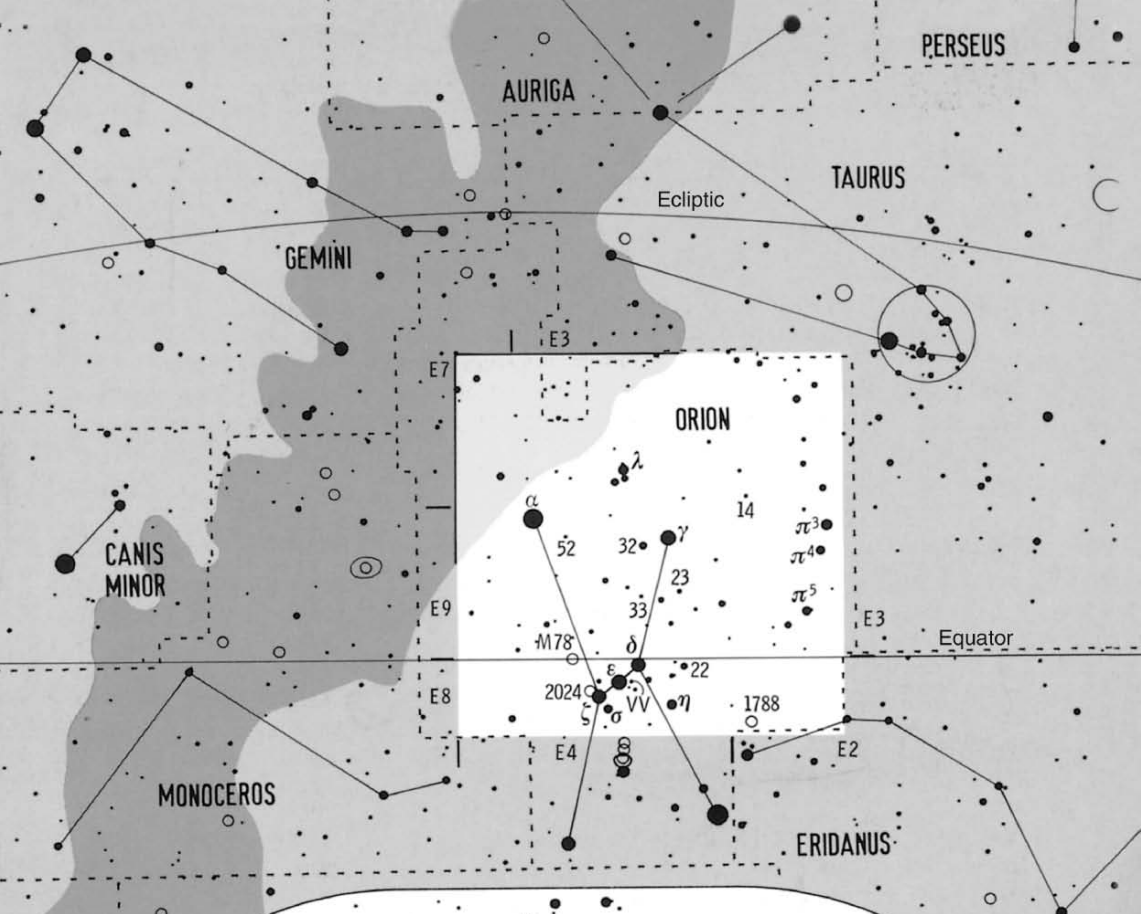 PERSEUS
AURIGA
TAURUS
Ecliptic
GEMINI
E3
E7
ORION
λ
α
14
π³
52
32
γ
π⁴
CANIS
MINOR
23
π⁵
E9
33
E3
M78
δ
Equator
ε
22
E8
2024
VV
η
1788
ζ
σ
E4
E2
MONOCEROS
ERIDANUS